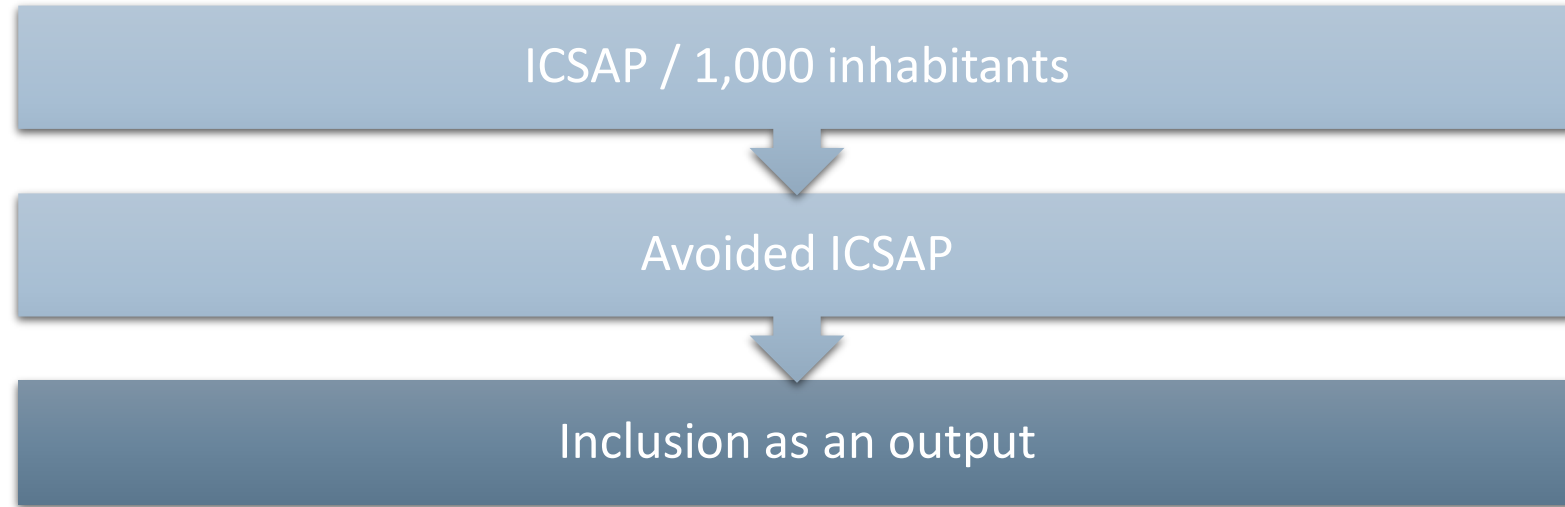 ICSAP / 1,000 inhabitants
Avoided ICSAP
Inclusion as an output